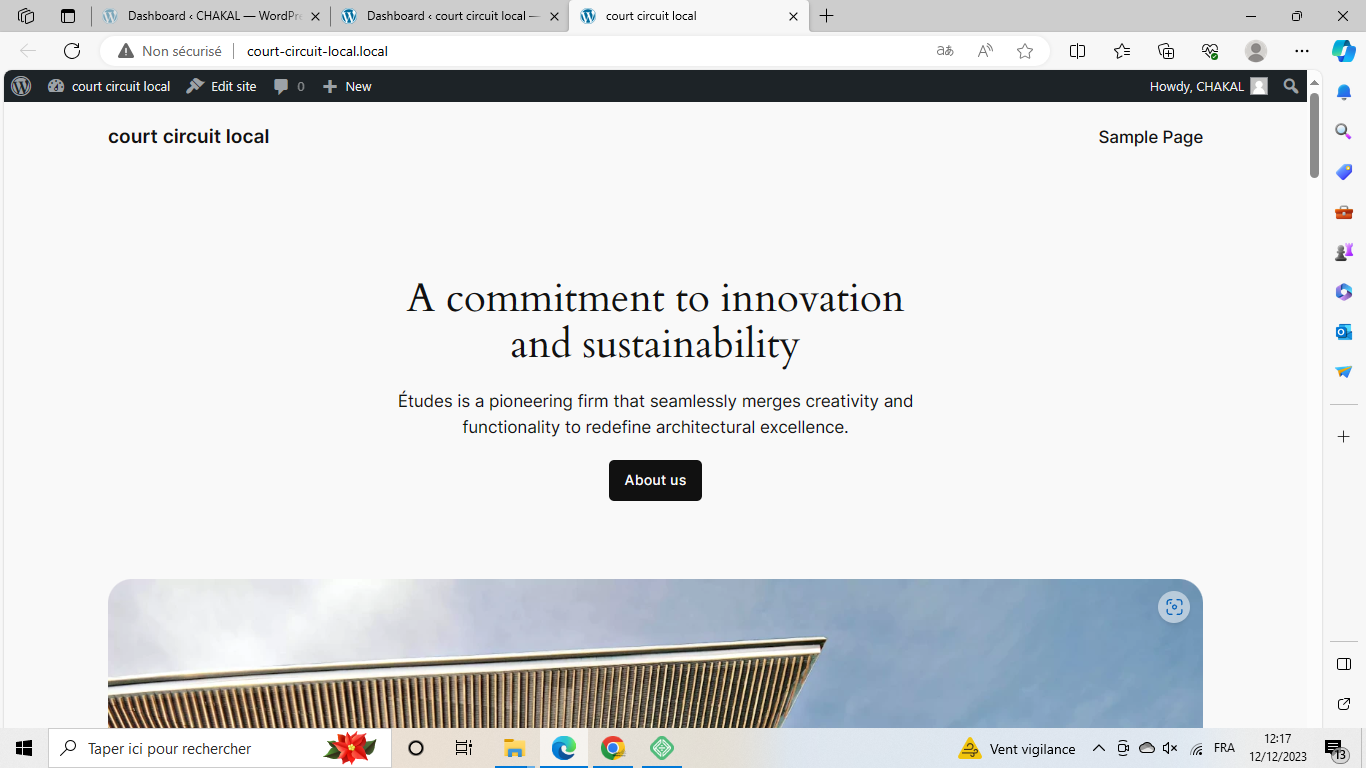 Dashboard ‹ CHAKAL — WordPre
Dashboard ‹ court circuit local —
court circuit local
Non sécurisé
court-circuit-local.local
court circuit local
Edit site
0
New
Howdy, CHAKAL
court circuit local
Sample Page
A commitment to innovation
and sustainability
Études is a pioneering firm that seamlessly merges creativity and
functionality to redefine architectural excellence.
About us
Taper ici pour rechercher
Vent vigilance
FRA
12:17
12/12/2023
13